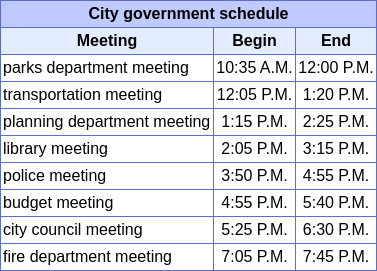 City government schedule
Meeting Begin End
parks department meeting 10:35 A.M. 12:00 P.M.
transportation meeting 12:05 P.M. 1:20 P.M.
planning department meeting 1:15 P.M. 2:25 P.M.
library meeting 2:05 P.M. 3:15 P.M.
police meeting 3:50 P.M. 4:55 P.M.
budget meeting 4:55 P.M. 5:40 P.M.
city council meeting 5:25 P.M. 6:30 P.M.
fire department meeting 7:05 P.M. 7:45 P.M.